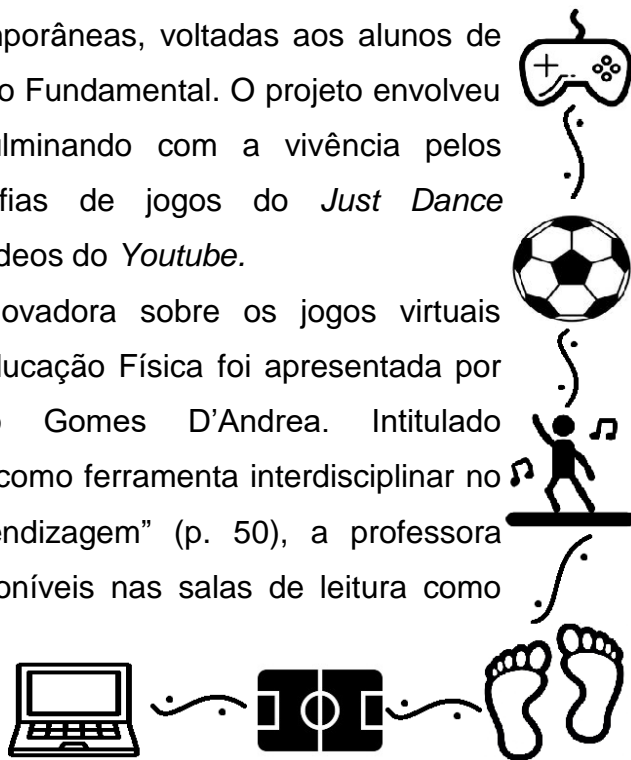 mporâneas, voltadas aos alunos de
o Fundamental. O projeto envolveu
ulminando com a vivência pelos
fias de jogos do Just Dance
deos do Youtube.
ovadora sobre os jogos virtuais
ducação Física foi apresentada por
o Gomes D’Andrea. Intitulado
como ferramenta interdisciplinar no
endizagem” (p. 50), a professora
oníveis nas salas de leitura como